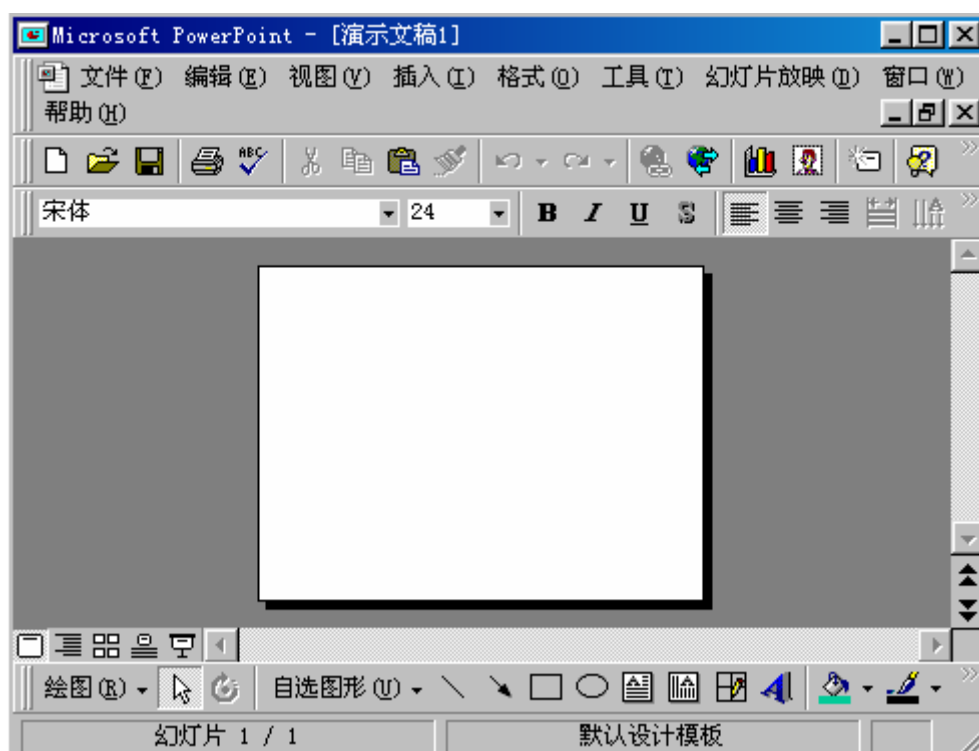 Microsoft PowerPoint - [演示文稿1]
文件(F) 编辑(E) 视图(V) 插入(I) 格式(O) 工具(T) 幻灯片放映(D) 窗口(W)
帮助(H)
ABC
宋体 24 B I U S
绘图(R) 自选图形(U)
幻灯片 1 / 1 默认设计模板